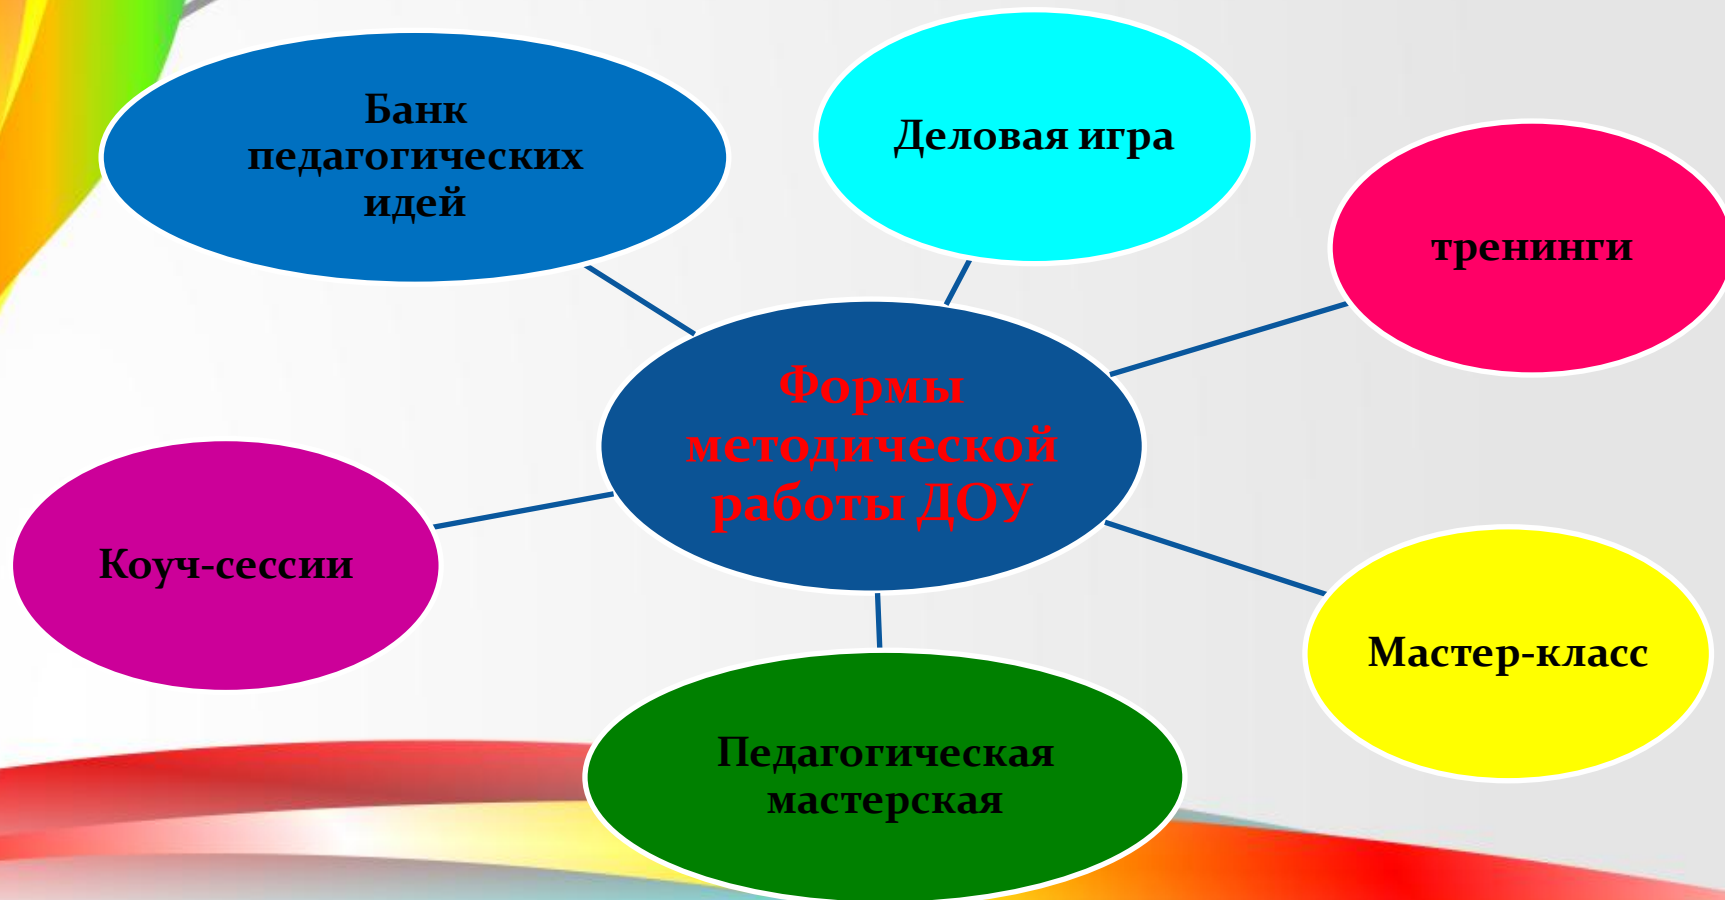 Банк
педагогических
идей
Деловая игра
тренинги
Формы
методической
работы ДОУ
Коуч-сессии
Мастер-класс
Педагогическая
мастерская